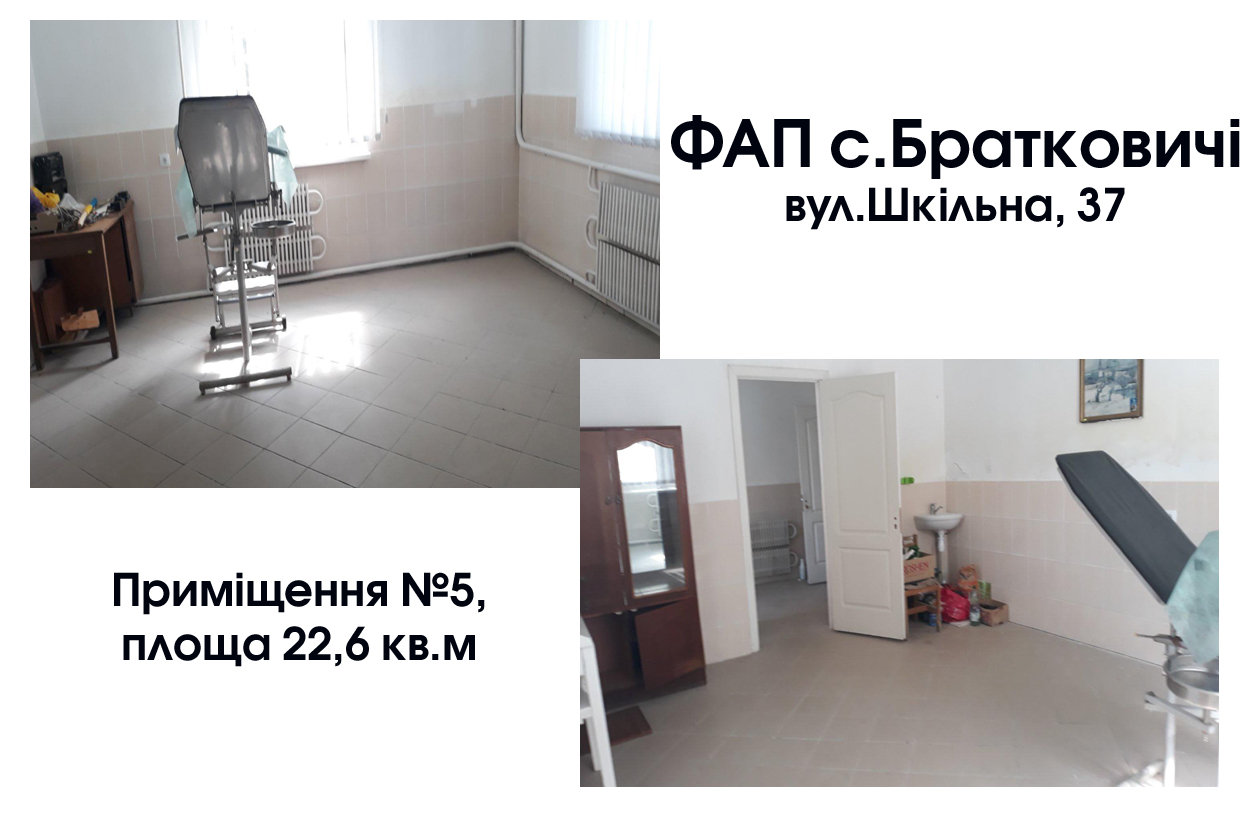 ФАП с.Братковичі
вул.Шкільна, 37
Приміщення №5,
площа 22,6 кв.м